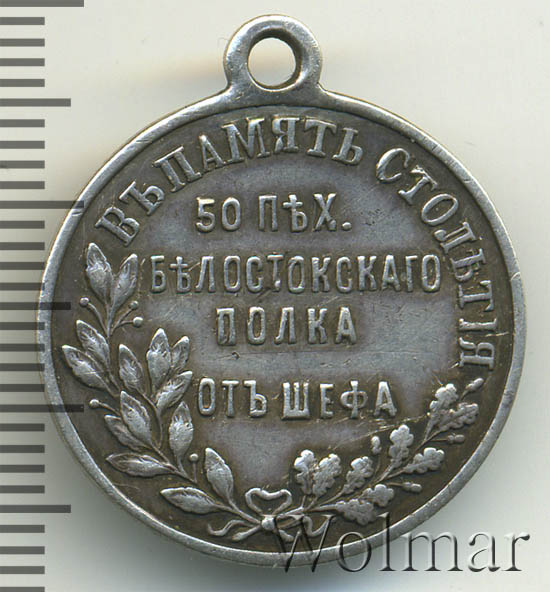 ВЪ ПАМЯТЬ СТОЛѢТІЯ
50 ПѢХ.
БѢЛОСТОКСКАГО
ПОЛКА
ОТЪ ШЕФА
Wolmar